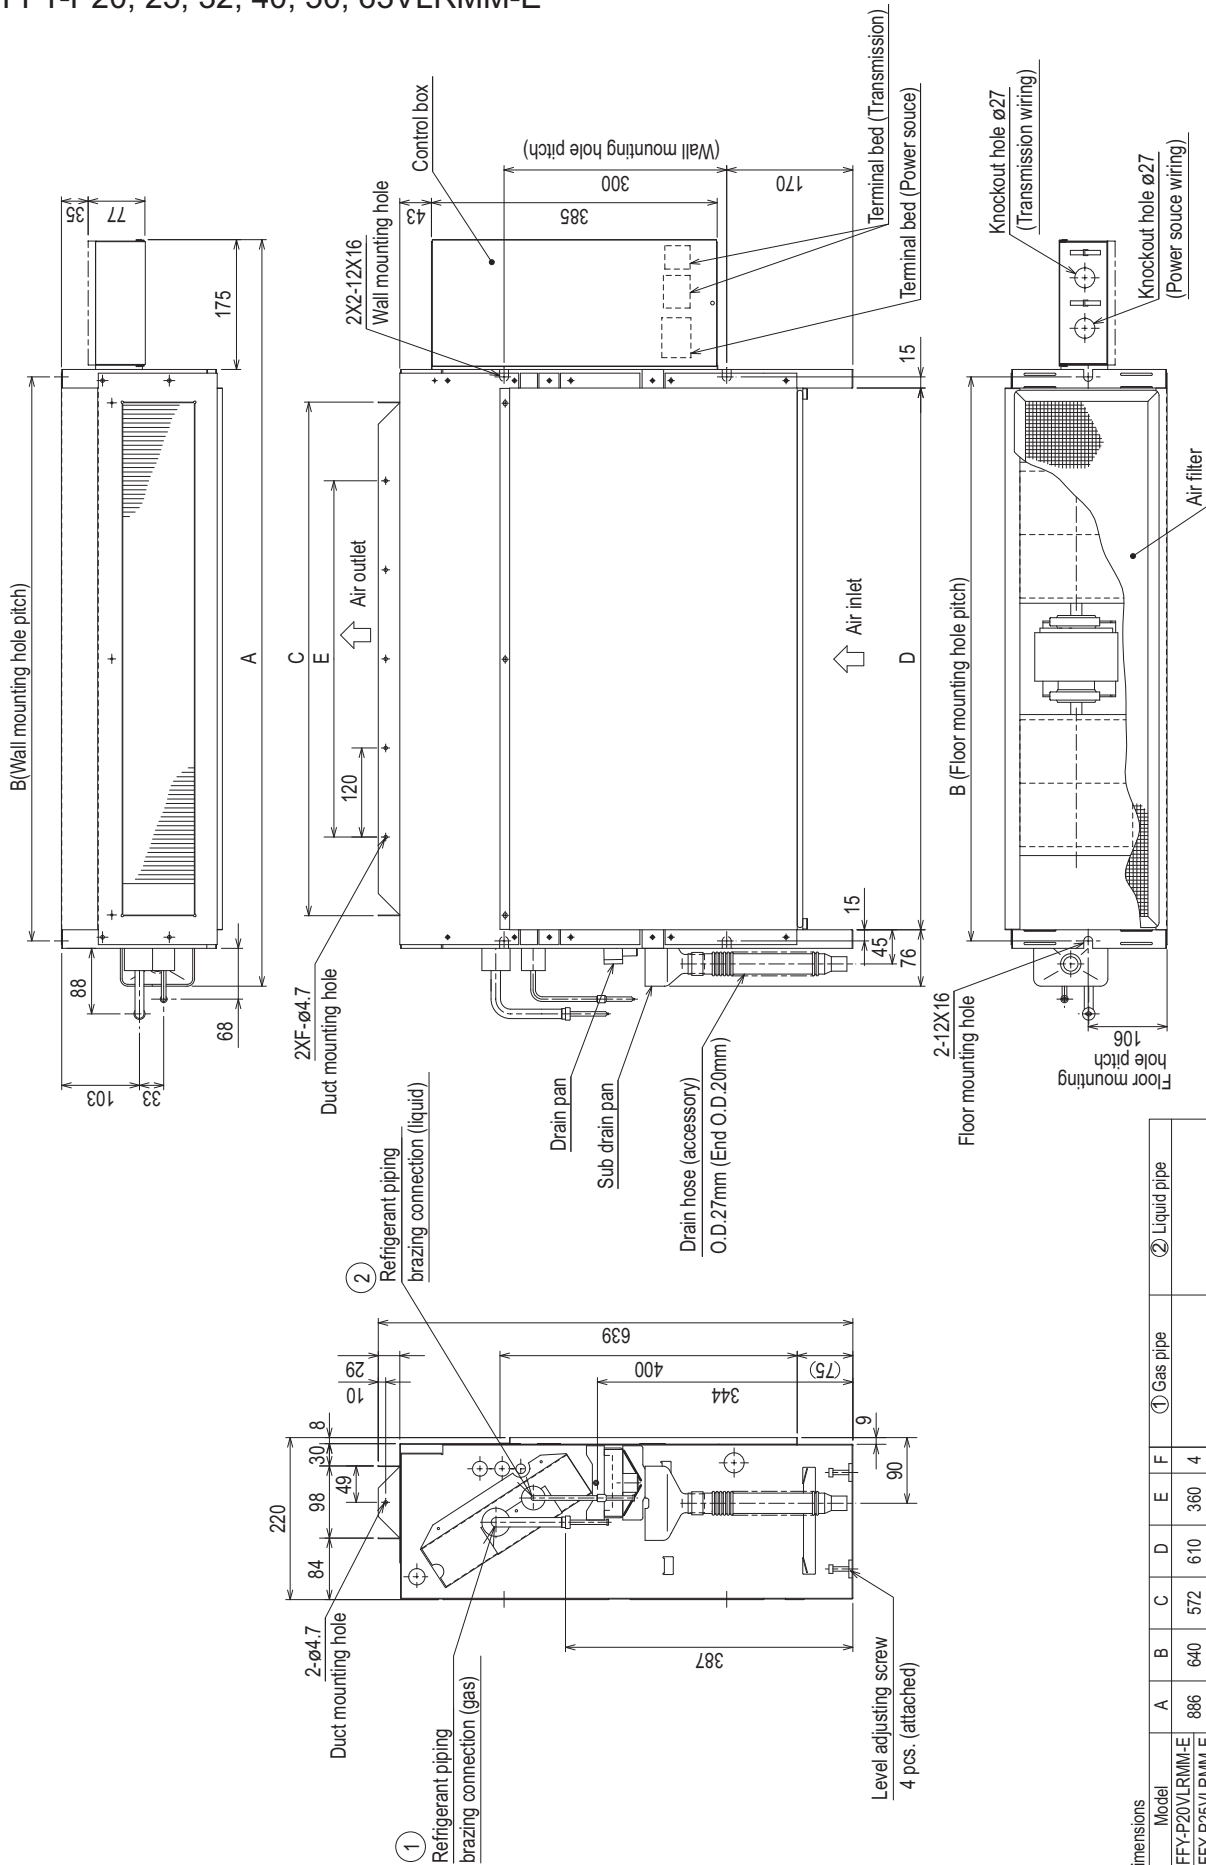 20, 25, 32, 40, 50, 63VLRMM-E
B(Wall mounting hole pitch)
35
77
175
A
88
68
103
33
2X2-12X16
Wall mounting hole
Control box
43
385
300
(Wall mounting hole pitch)
170
Terminal bed (Transmission)
Terminal bed (Power souce)
15
C
E
Air outlet
120
2XF-ø4.7
Duct mounting hole
Air inlet
D
15
45
76
Drain pan
Sub drain pan
Drain hose (accessory)
O.D.27mm (End O.D.20mm)
Knockout hole ø27
(Transmission wiring)
Knockout hole ø27
(Power souce wiring)
B (Floor mounting hole pitch)
Air filter
2-12X16
Floor mounting hole
106
Floor mounting
hole pitch
2
Refrigerant piping
brazing connection (liquid)
639
29
10
400
(75)
344
8
30
49
98
220
84
9
90
387
2-ø4.7
Duct mounting hole
1
Refrigerant piping
brazing connection (gas)
Level adjusting screw
4 pcs. (attached)
imensions
Model A B C D E F ① Gas pipe ② Liquid pipe
FFY-P20VLRMM-E 886 640 572 610 360 4